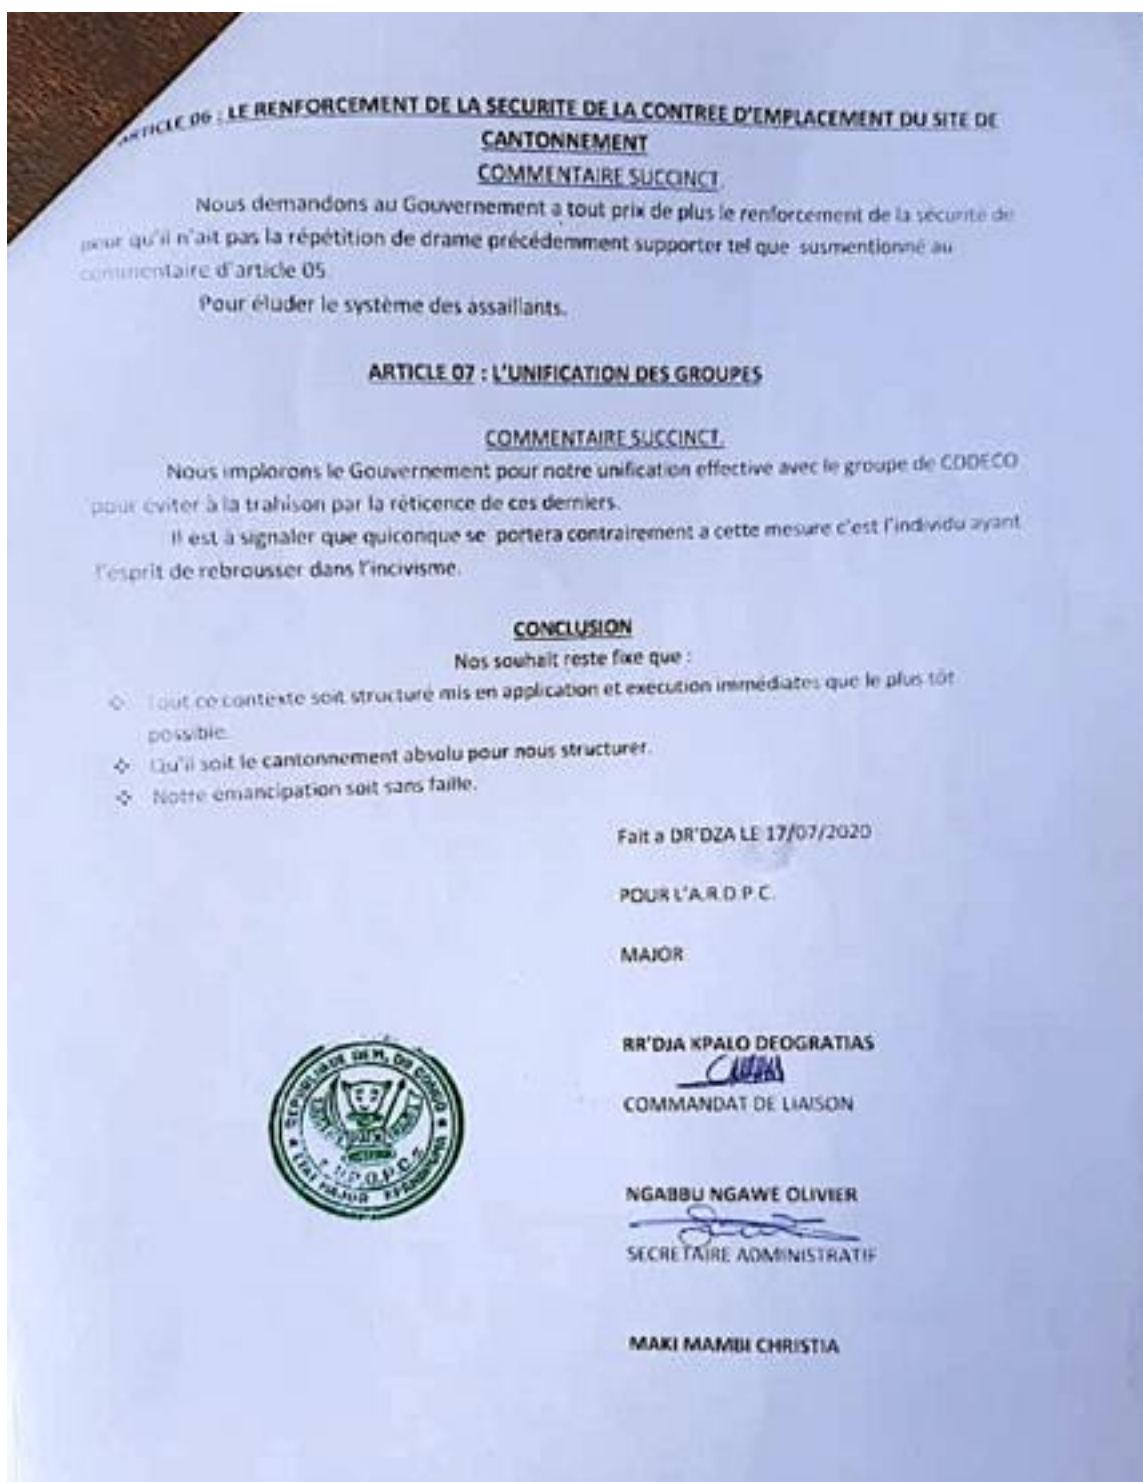 ARTICLE 06 : LE RENFORCEMENT DE LA SECURITE DE LA CONTREE D'EMPLACEMENT DU SITE DE
CANTONNEMENT
COMMENTAIRE SUCCINCT.
Nous demandons au Gouvernement a tout prix de plus le renforcement de la sécurité de
peur qu'il n'ait pas la répétition de drame précédemment supporter tel que susmentionné au
commentaire d'article 05
Pour éluder le système des assaillants.
ARTICLE 07 : L'UNIFICATION DES GROUPES
COMMENTAIRE SUCCINCT.
Nous implorons le Gouvernement pour notre unification effective avec le groupe de CODECO
pour éviter à la trahison par la réticence de ces derniers.
Il est à signaler que quiconque se portera contrairement a cette mesure c'est l'individu ayant
l'esprit de rebrousser dans l'incivisme.
CONCLUSION
Nos souhait reste fixe que :
❖ Tout ce contexte soit structuré mis en application et execution immédiates que le plus tôt
possible.
❖ Qu'il soit le cantonnement absolu pour nous structurer.
❖ Notre émancipation soit sans faille.
Fait a DR'DZA LE 17/07/2020
POUR L'A.R.D.P.C.
MAJOR
RR'DJA KPALO DEOGRATIAS
COMMANDAT DE LIAISON
REPUBLIQUE DEM. DU CONGO
ETAT MAJOR
NGABBU NGAWE OLIVIER
SECRETAIRE ADMINISTRATIF
MAKI MAMBI CHRISTIA